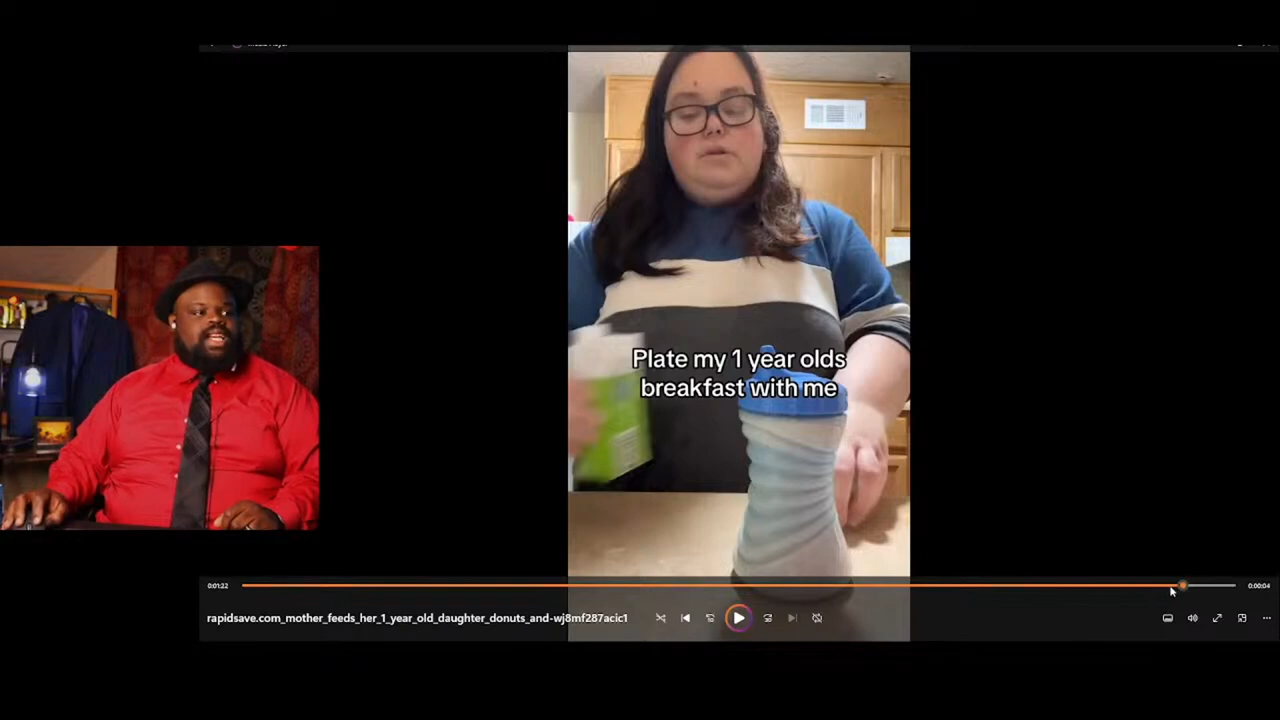 Plate my 1 year olds
breakfast with me
0:01:22
0:00:04
rapidsave.com_mother_feeds_her_1_year_old_daughter_donuts_and-wj8mf287acic1